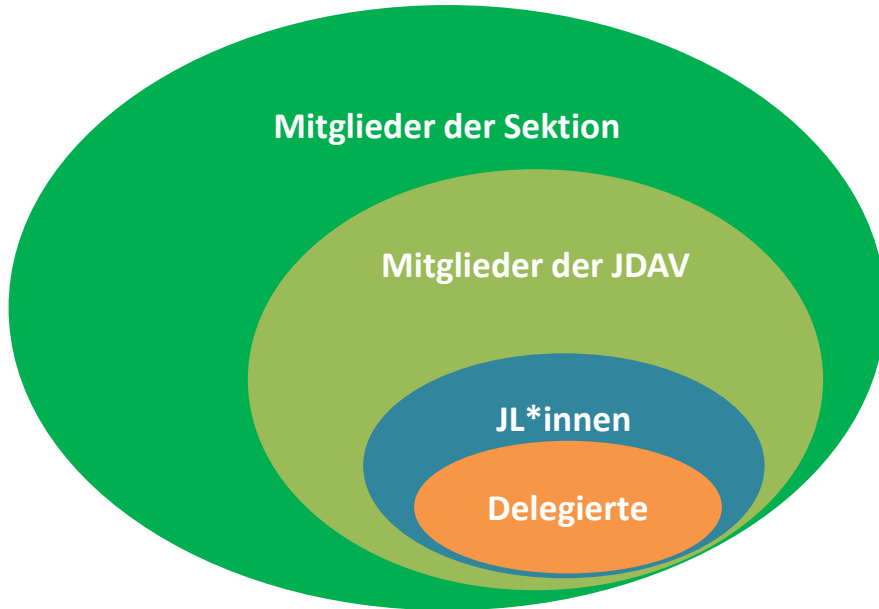 Mitglieder der Sektion
Mitglieder der JDAV
JL*innen
Delegierte